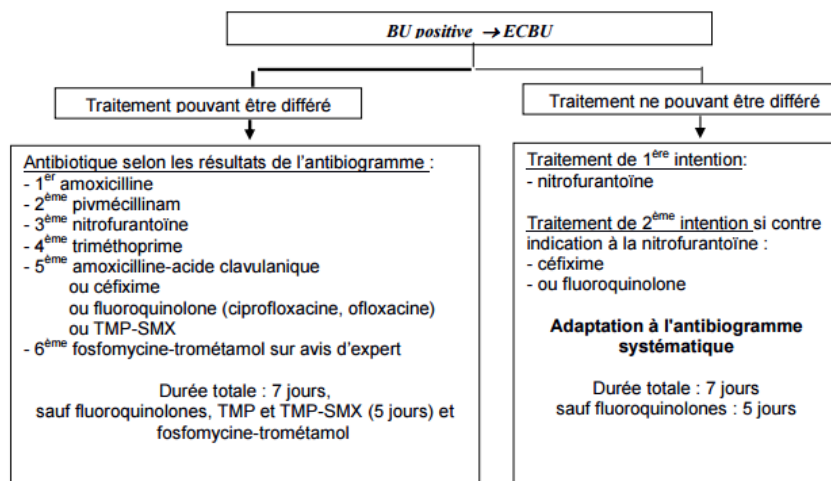 BU positive → ECBU
Traitement pouvant être différé
Traitement ne pouvant être différé
Antibiotique selon les résultats de l'antibiogramme :
- 1er amoxicilline
- 2ème pivmécillinam
- 3ème nitrofurantoïne
- 4ème triméthoprime
- 5ème amoxicilline-acide clavulanique
ou céfixime
ou fluoroquinolone (ciprofloxacine, ofloxacine)
ou TMP-SMX
- 6ème fosfomycine-trométamol sur avis d'expert
Durée totale : 7 jours,
sauf fluoroquinolones, TMP et TMP-SMX (5 jours) et
fosfomycine-trométamol
Traitement de 1ère intention:
- nitrofurantoïne
Traitement de 2ème intention si contre
indication à la nitrofurantoïne :
- céfixime
- ou fluoroquinolone
Adaptation à l'antibiogramme
systématique
Durée totale : 7 jours
sauf fluoroquinolones : 5 jours